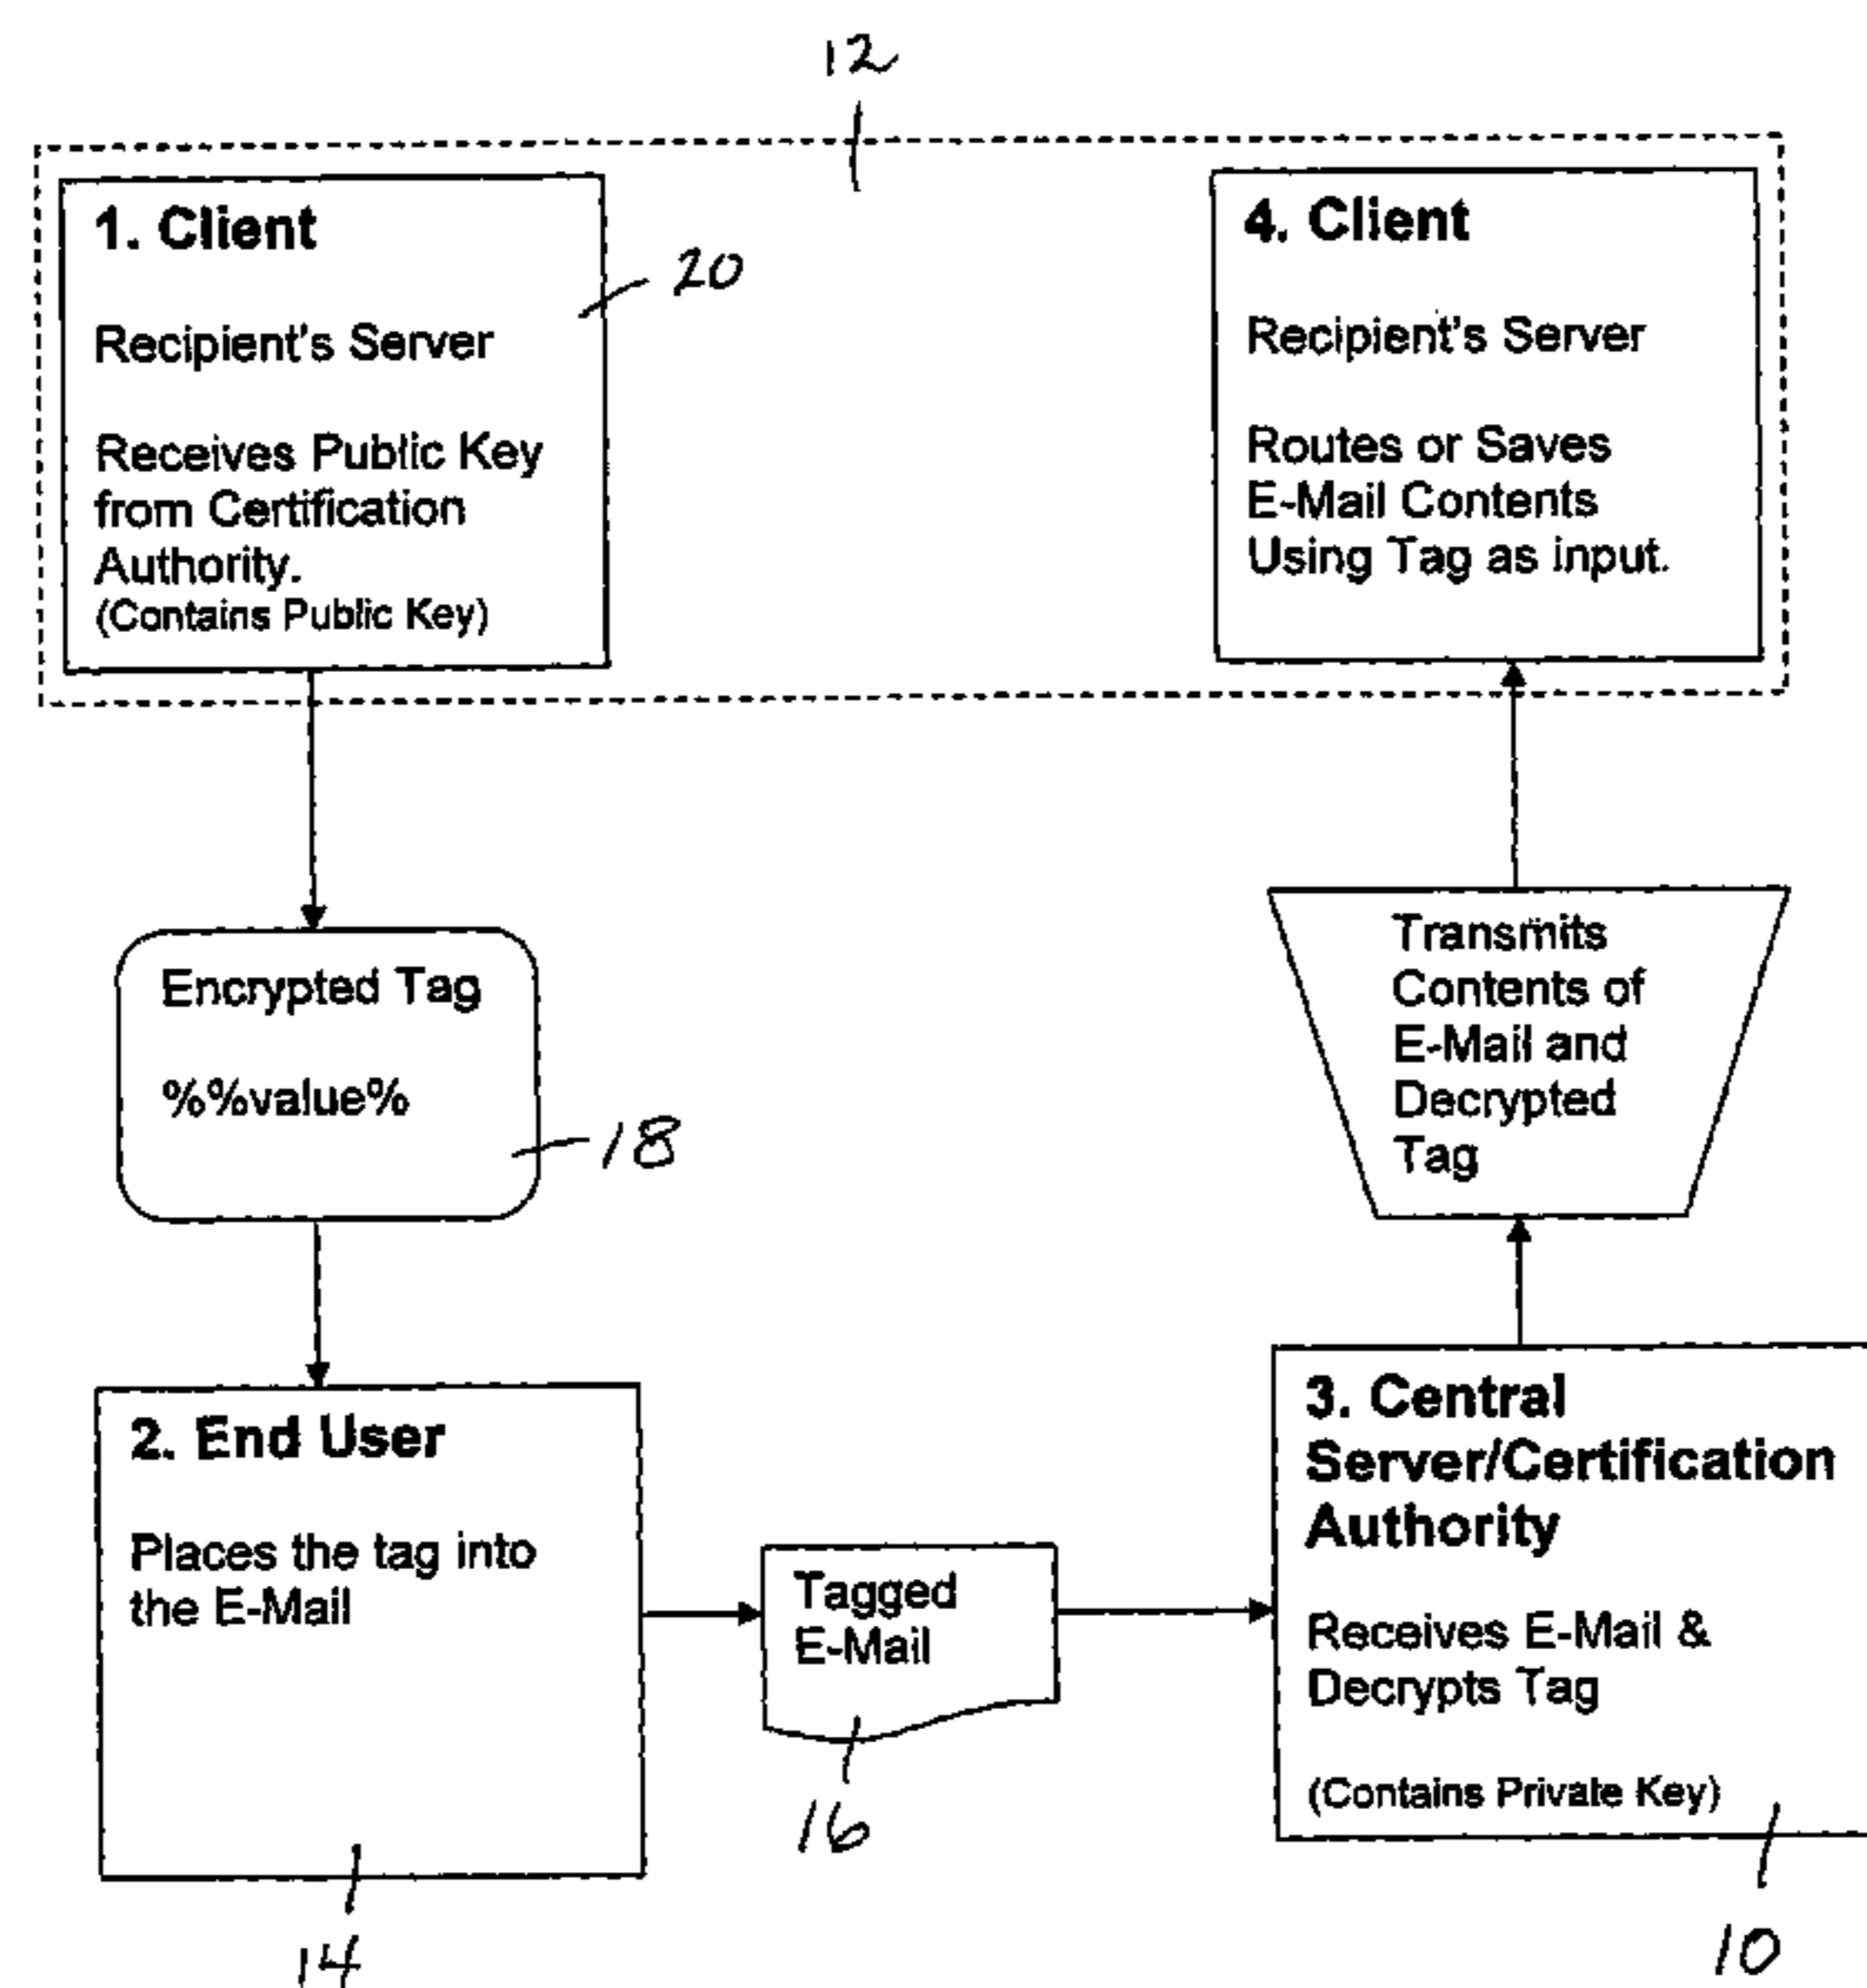 12
1. Client
Recipient's Server
Receives Public Key
from Certification
Authority.
(Contains Public Key)
20
4. Client
Recipient's Server
Routes or Saves
E-Mail Contents
Using Tag as input.
Encrypted Tag
%%value%
18
2. End User
Places the tag into
the E-Mail
14
Tagged
E-Mail
16
3. Central
Server/Certification
Authority
Receives E-Mail &
Decrypts Tag
(Contains Private Key)
10
Transmits
Contents of
E-Mail and
Decrypted
Tag